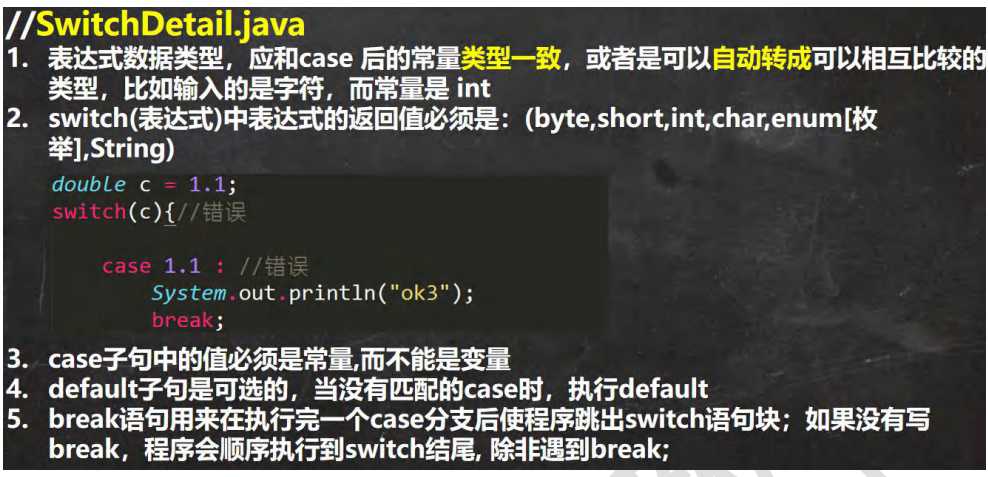 //SwitchDetail.java
1. 表达式数据类型，应和case 后的常量类型一致，或者是可以自动转成可以相互比较的
类型，比如输入的是字符，而常量是 int
2. switch(表达式)中表达式的返回值必须是：(byte,short,int,char,enum[枚
举],String)
double c = 1.1;
switch(c){//错误
case 1.1 : //错误
System.out.println("ok3");
break;
3. case子句中的值必须是常量,而不能是变量
4. default子句是可选的，当没有匹配的case时，执行default
5. break语句用来在执行完一个case分支后使程序跳出switch语句块；如果没有写
break，程序会顺序执行到switch结尾, 除非遇到break;